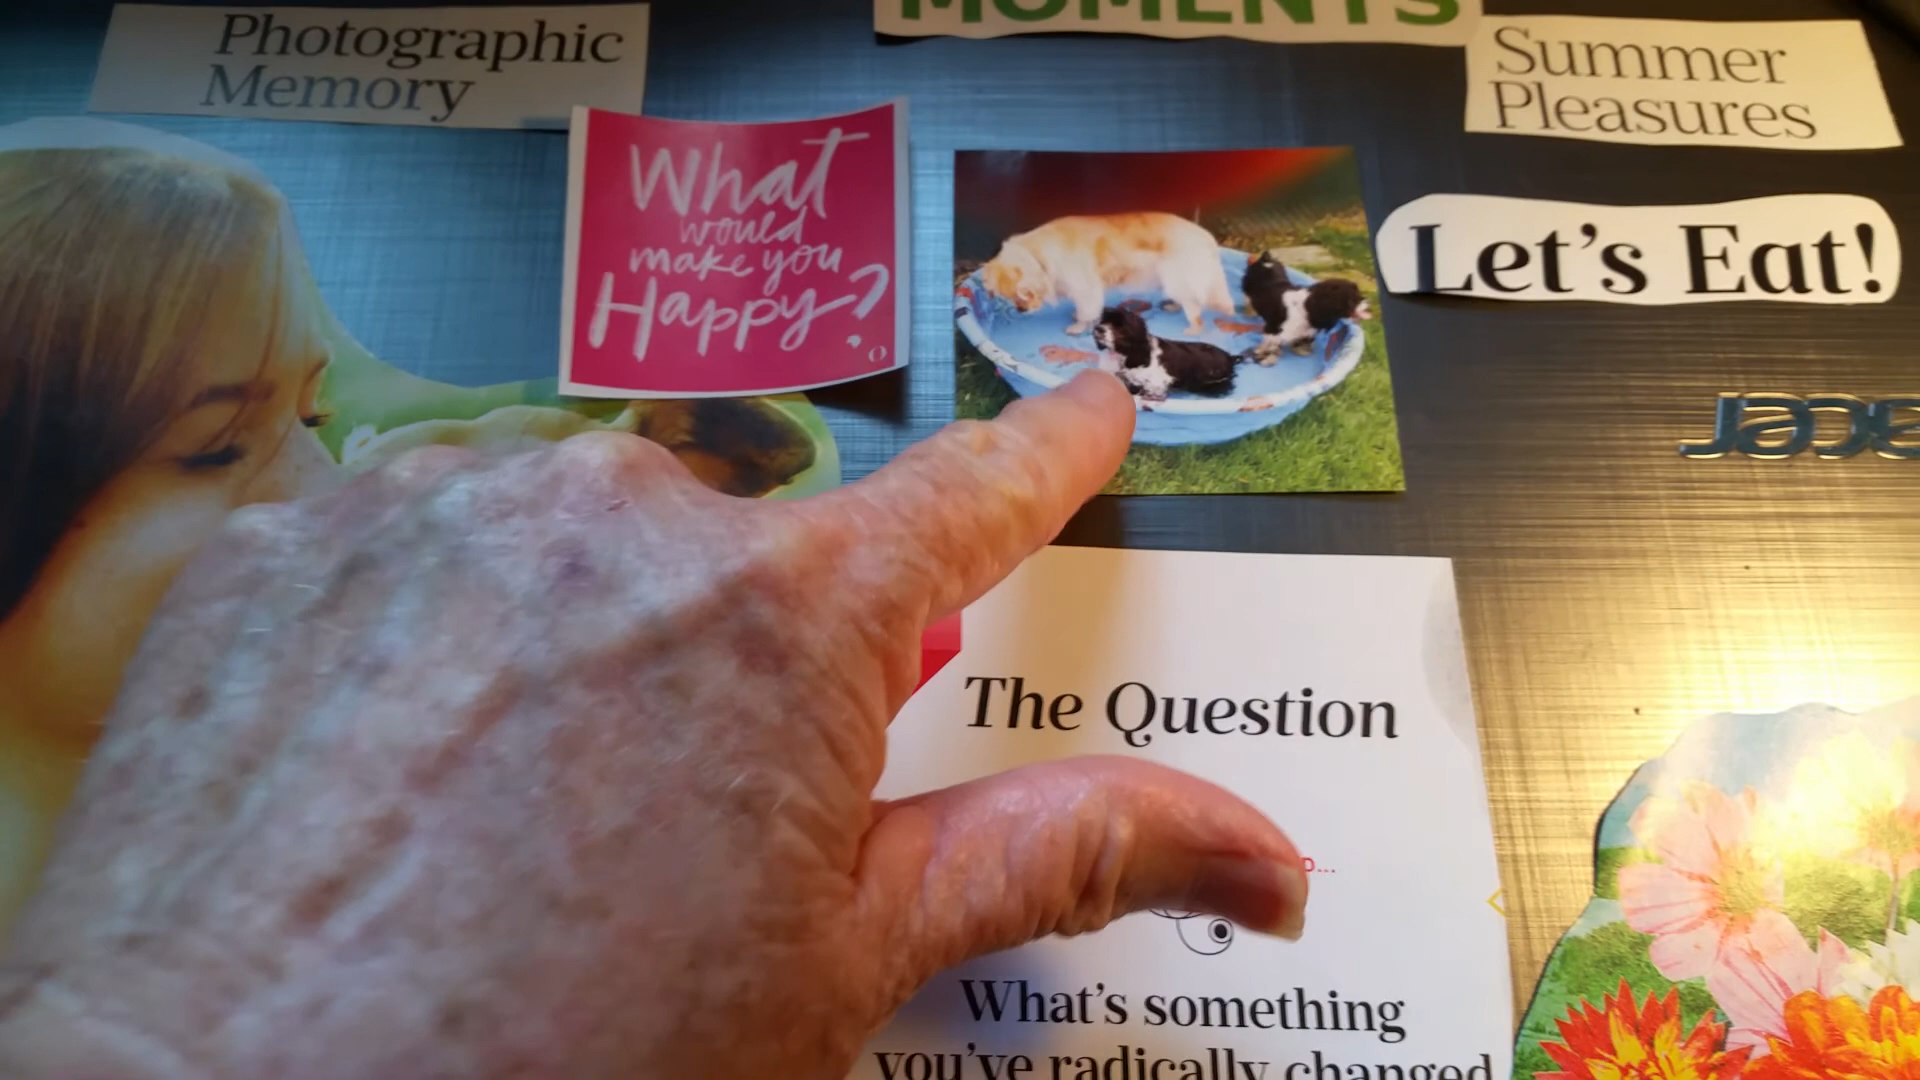 Photographic
Memory
MOMENTS
Summer
Pleasures
What
would
make you
Happy?
Let's Eat!
acer
The Question
What's something
you've radically changed